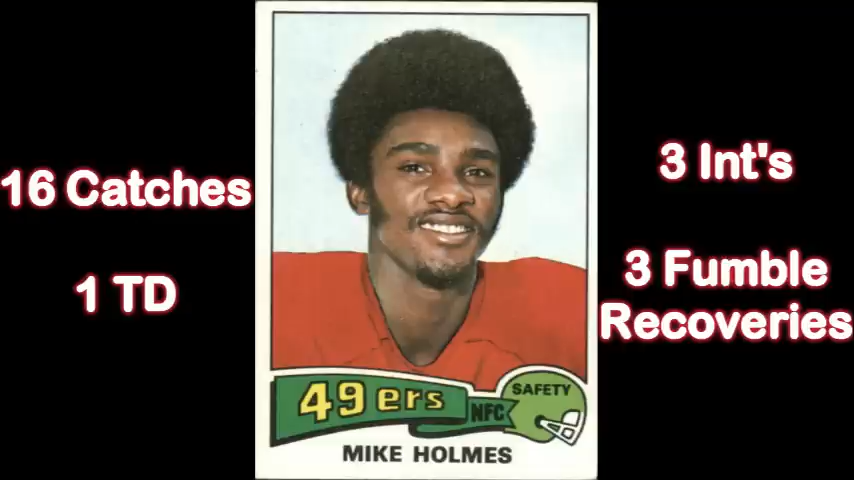 16 Catches
1 TD
3 Int's
3 Fumble
Recoveries
49ers
NFC
SAFETY
MIKE HOLMES